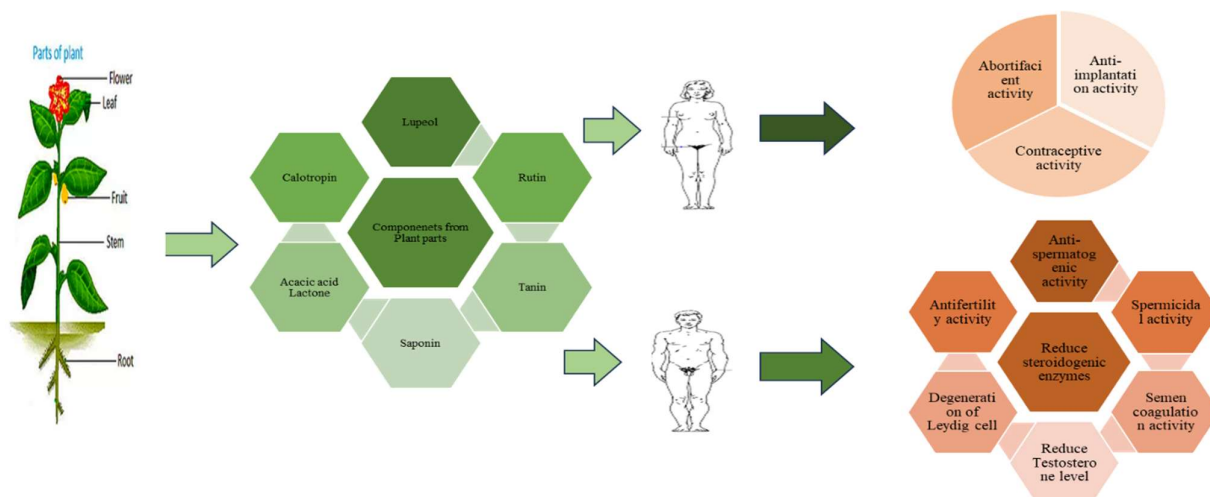 Parts of plant
Flower
Leaf
Fruit
Stem
Root
Lupeol
Calotropin
Rutin
Componenets from
Plant parts
Acacic acid
Lactone
Tanin
Saponin
Abortifaci
ent
activity
Anti-
implantati
on activity
Contraceptive
activity
Anti-
spermatog
enic
activity
Antifertilit
y activity
Spermicida
l activity
Reduce
steroidogenic
enzymes
Degenerati
on of
Leydig cell
Semen
coagulatio
n activity
Reduce
Testostero
ne level